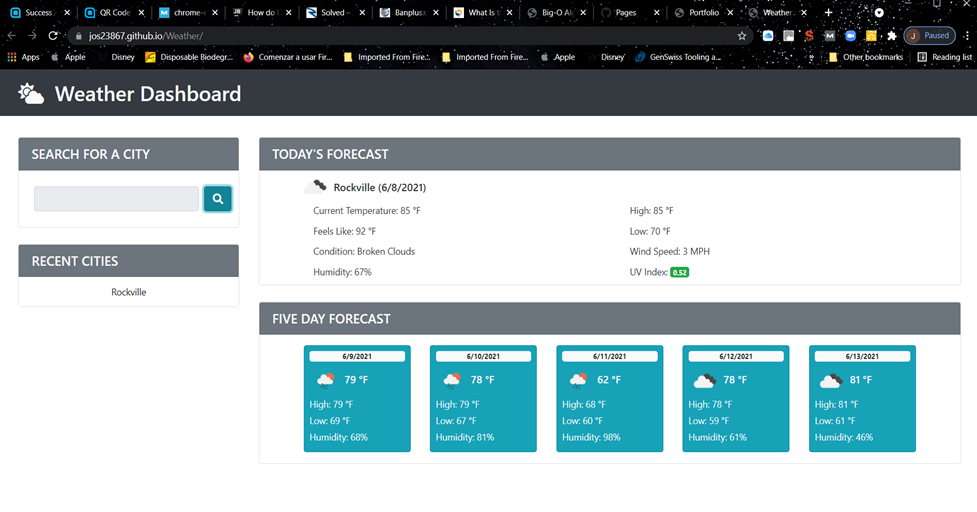 Success
QR Code
chrome-e
How do I
Solved –
Banplus.x
What Is t
Big-O Al
Pages
Portfolio
Weather
jos23867.github.io/Weather/
J Paused
Apps
Apple
Disney
Disposable Biodegr...
Comenzar a usar Fir...
Imported From Fire...
Imported From Fire...
Apple
Disney
GenSwiss Tooling a...
Other bookmarks
Reading list
Weather Dashboard
SEARCH FOR A CITY
RECENT CITIES
Rockville
TODAY'S FORECAST
Rockville (6/8/2021)
Current Temperature: 85 °F
Feels Like: 92 °F
Condition: Broken Clouds
Humidity: 67%
High: 85 °F
Low: 70 °F
Wind Speed: 3 MPH
UV Index: 0.52
FIVE DAY FORECAST
6/9/2021
79 °F
High: 79 °F
Low: 69 °F
Humidity: 68%
6/10/2021
78 °F
High: 79 °F
Low: 67 °F
Humidity: 81%
6/11/2021
62 °F
High: 68 °F
Low: 60 °F
Humidity: 98%
6/12/2021
78 °F
High: 78 °F
Low: 59 °F
Humidity: 61%
6/13/2021
81 °F
High: 81 °F
Low: 61 °F
Humidity: 46%